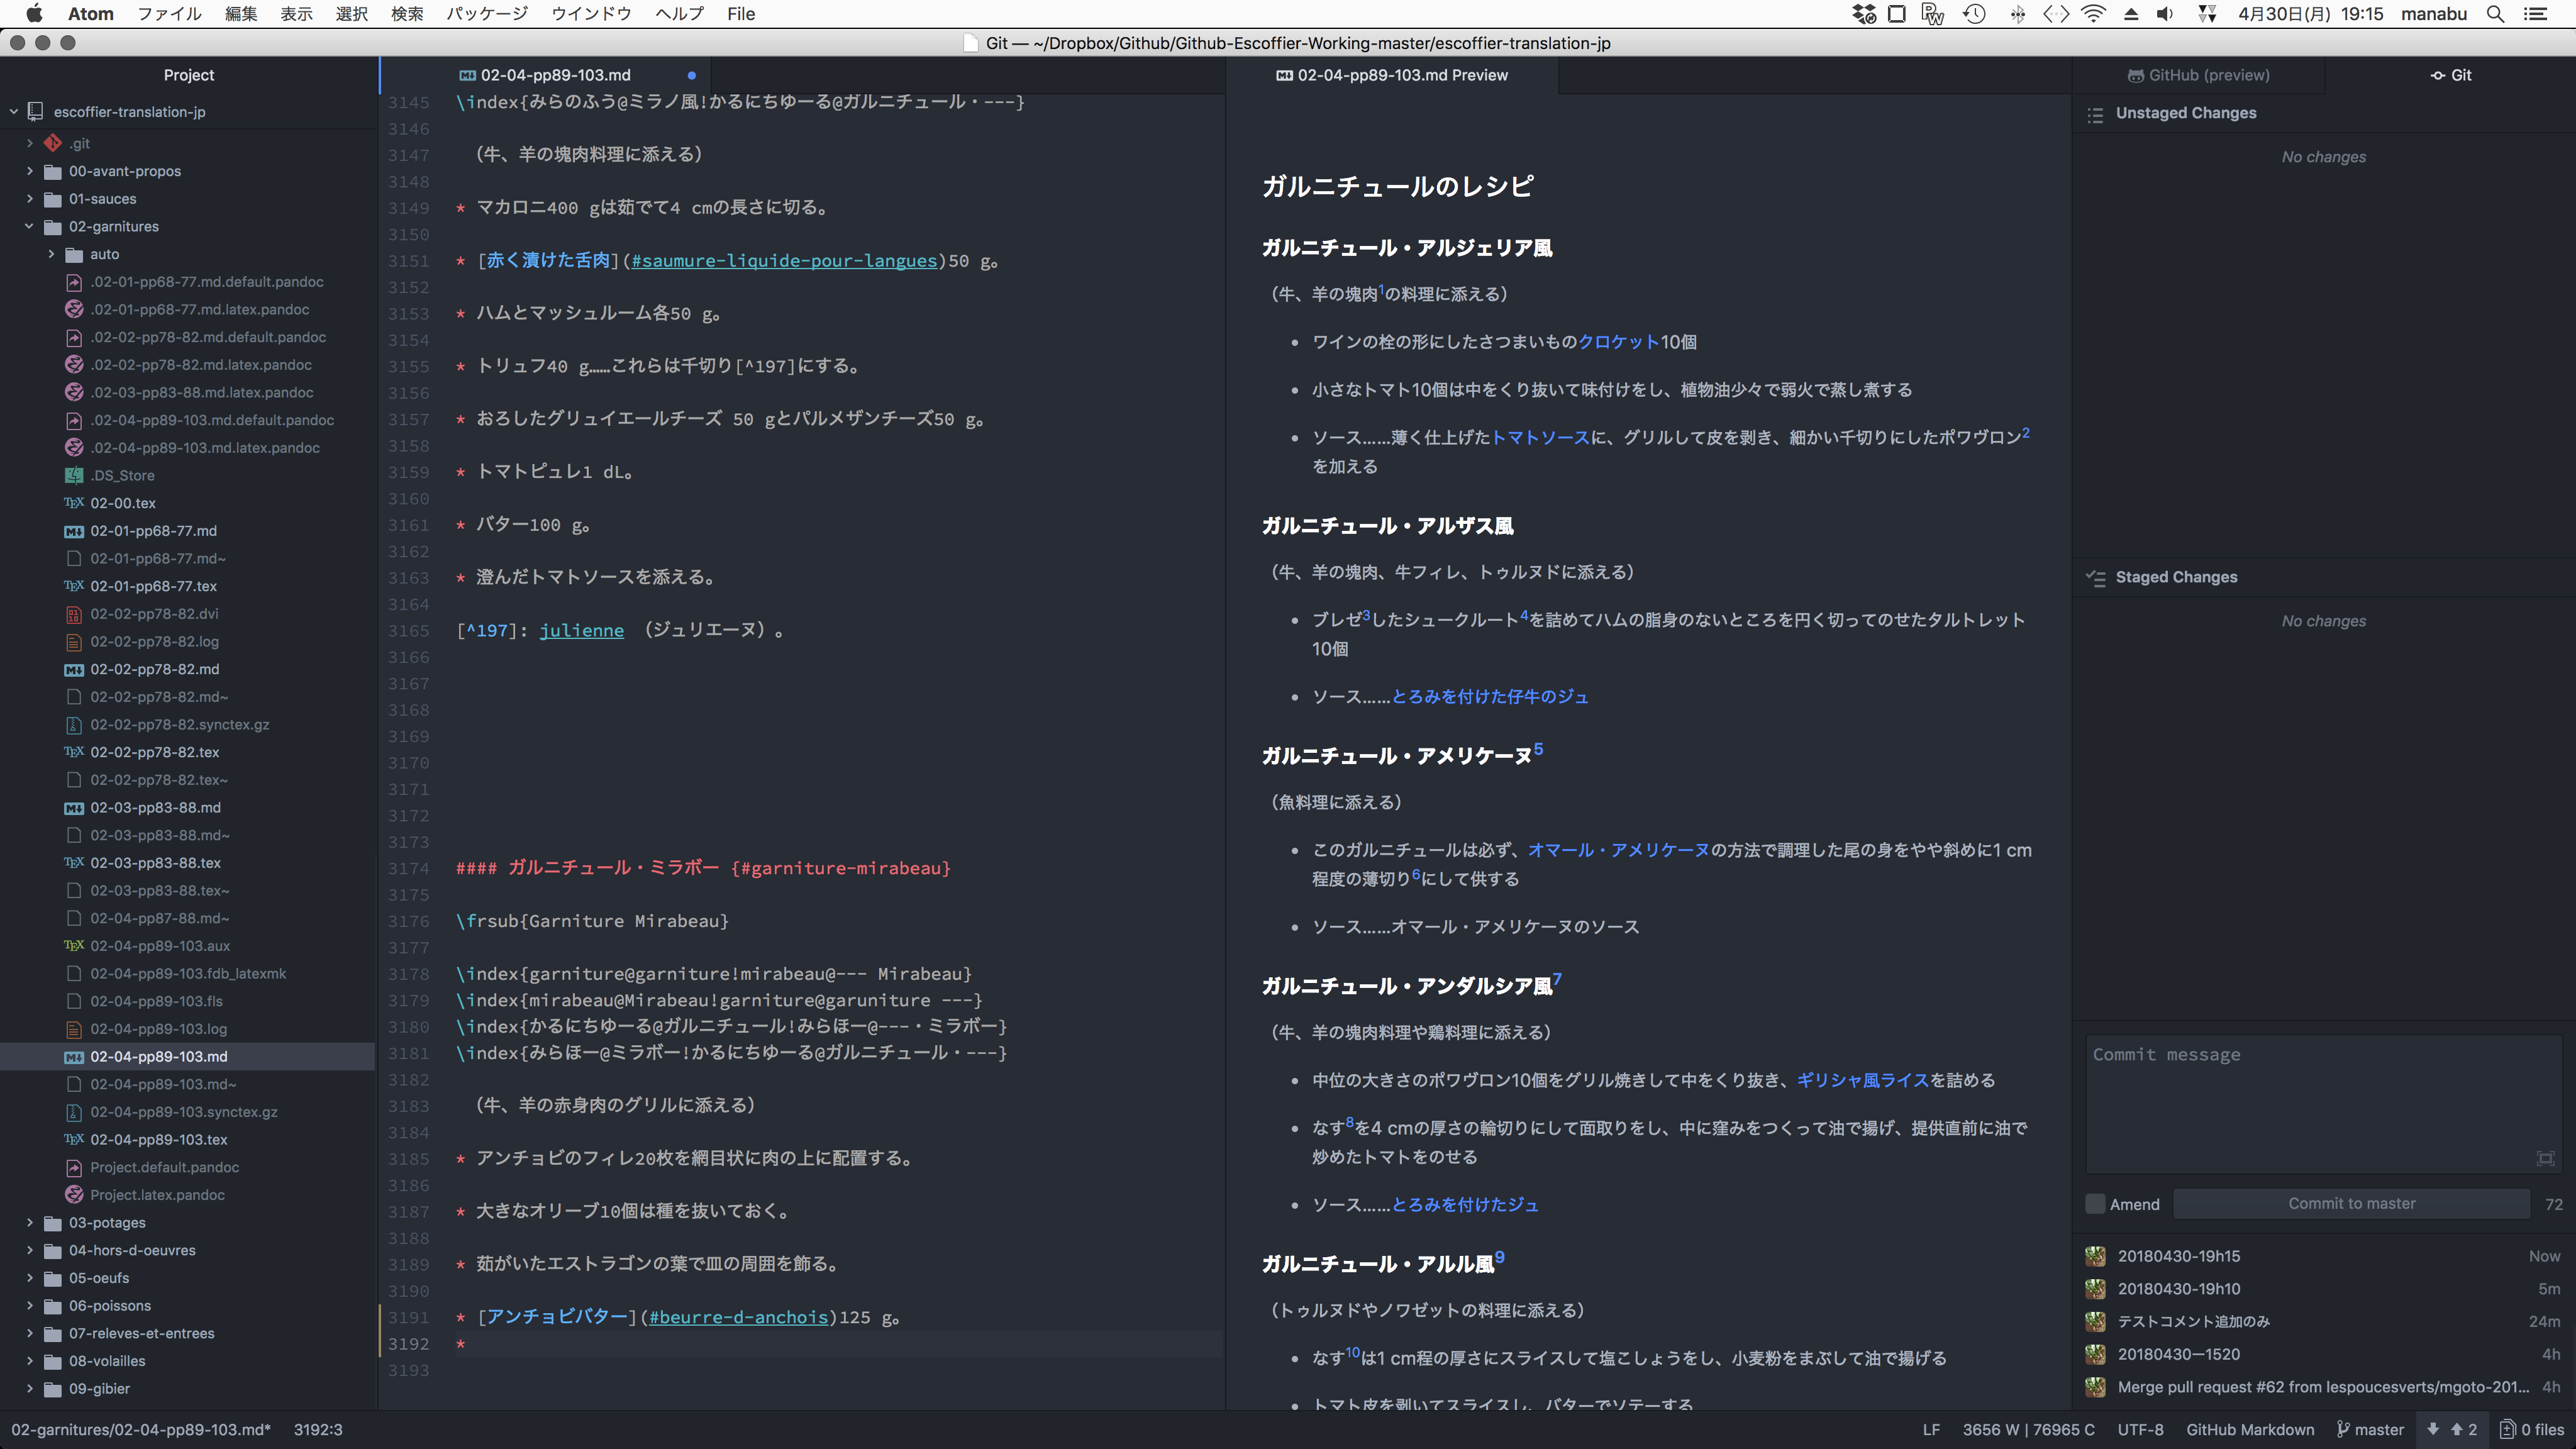 Atom ファイル 編集 表示 選択 検索 パッケージ ウインドウ ヘルプ File
4月30日(月) 19:15 manabu
Git — ~/Dropbox/Github/Github-Escoffier-Working-master/escoffier-translation-jp
Project
escoffier-translation-jp
.git
00-avant-propos
01-sauces
02-garnitures
auto
.02-01-pp68-77.md.default.pandoc
.02-01-pp68-77.md.latex.pandoc
.02-02-pp78-82.md.default.pandoc
.02-02-pp78-82.md.latex.pandoc
.02-03-pp83-88.md.latex.pandoc
.02-04-pp89-103.md.default.pandoc
.02-04-pp89-103.md.latex.pandoc
.DS_Store
02-00.tex
02-01-pp68-77.md
02-01-pp68-77.md~
02-01-pp68-77.tex
02-02-pp78-82.dvi
02-02-pp78-82.log
02-02-pp78-82.md
02-02-pp78-82.md~
02-02-pp78-82.synctex.gz
02-02-pp78-82.tex
02-02-pp78-82.tex~
02-03-pp83-88.md
02-03-pp83-88.md~
02-03-pp83-88.tex
02-03-pp83-88.tex~
02-04-pp87-88.md~
02-04-pp89-103.aux
02-04-pp89-103.fdb_latexmk
02-04-pp89-103.fls
02-04-pp89-103.log
02-04-pp89-103.md
02-04-pp89-103.md~
02-04-pp89-103.synctex.gz
02-04-pp89-103.tex
Project.default.pandoc
Project.latex.pandoc
03-potages
04-hors-d-oeuvres
05-oeufs
06-poissons
07-releves-et-entrees
08-volailles
09-gibier
02-04-pp89-103.md
3145 \index{みらのふう@ミラノ風!かるにちゆーる@ガルニチュール・---}
3146
3147 （牛、羊の塊肉料理に添える）
3148
3149 * マカロニ400 gは茹でて4 cmの長さに切る。
3150
3151 * [赤く漬けた舌肉](#saumure-liquide-pour-langues)50 g。
3152
3153 * ハムとマッシュルーム各50 g。
3154
3155 * トリュフ40 g……これらは千切り[^197]にする。
3156
3157 * おろしたグリュイエールチーズ 50 gとパルメザンチーズ50 g。
3158
3159 * トマトピュレ1 dL。
3160
3161 * バター100 g。
3162
3163 * 澄んだトマトソースを添える。
3164
3165 [^197]: julienne （ジュリエーヌ）。
3166
3167
3168
3169
3170
3171
3172
3173
3174 #### ガルニチュール・ミラボー {#garniture-mirabeau}
3175
3176 \frsub{Garniture Mirabeau}
3177
3178 \index{garniture@garniture!mirabeau@--- Mirabeau}
3179 \index{mirabeau@Mirabeau!garniture@garuniture ---}
3180 \index{かるにちゆーる@ガルニチュール!みらほー@---・ミラボー}
3181 \index{みらほー@ミラボー!かるにちゆーる@ガルニチュール・---}
3182
3183 （牛、羊の赤身肉のグリルに添える）
3184
3185 * アンチョビのフィレ20枚を網目状に肉の上に配置する。
3186
3187 * 大きなオリーブ10個は種を抜いておく。
3188
3189 * 茹がいたエストラゴンの葉で皿の周囲を飾る。
3190
3191 * [アンチョビバター](#beurre-d-anchois)125 g。
3192 *
3193
02-04-pp89-103.md Preview
ガルニチュールのレシピ
ガルニチュール・アルジェリア風
（牛、羊の塊肉1の料理に添える）
• ワインの栓の形にしたさつまいものクロケット10個
• 小さなトマト10個は中をくり抜いて味付けをし、植物油少々で弱火で蒸し煮する
• ソース……薄く仕上げたトマトソースに、グリルして皮を剥き、細かい千切りにしたポワヴロン2
を加える
ガルニチュール・アルザス風
（牛、羊の塊肉、牛フィレ、トゥルヌドに添える）
• ブレゼ3したシュークルート4を詰めてハムの脂身のないところを円く切ってのせたタルトレット
10個
• ソース……とろみを付けた仔牛のジュ
ガルニチュール・アメリケーヌ5
（魚料理に添える）
• このガルニチュールは必ず、オマール・アメリケーヌの方法で調理した尾の身をやや斜めに1 cm
程度の薄切り6にして供する
• ソース……オマール・アメリケーヌのソース
ガルニチュール・アンダルシア風7
（牛、羊の塊肉料理や鶏料理に添える）
• 中位の大きさのポワヴロン10個をグリル焼きして中をくり抜き、ギリシャ風ライスを詰める
• なす8を4 cmの厚さの輪切りにして面取りをし、中に窪みをつくって油で揚げ、提供直前に油で
炒めたトマトをのせる
• ソース……とろみを付けたジュ
ガルニチュール・アルル風9
（トゥルヌドやノワゼットの料理に添える）
• なす10は1 cm程の厚さにスライスして塩こしょうをし、小麦粉をまぶして油で揚げる
• トマト皮を剥いてスライスし、バターでソテーする
GitHub (preview) Git
Unstaged Changes
No changes
Staged Changes
No changes
Commit message
Amend Commit to master 72
20180430-19h15 Now
20180430-19h10 5m
テストコメント追加のみ 24m
20180430ー1520 4h
Merge pull request #62 from lespoucesverts/mgoto-201... 4h
02-garnitures/02-04-pp89-103.md* 3192:3
LF 3656 W | 76965 C UTF-8 GitHub Markdown master 2 0 files